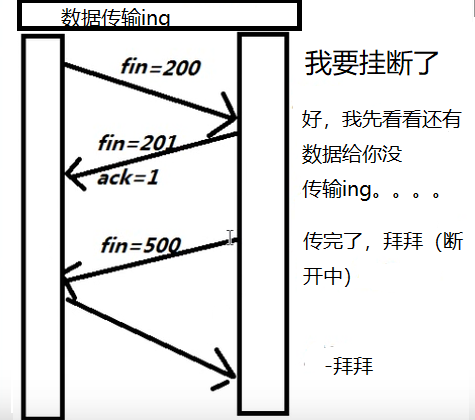 数据传输ing
fin=200
我要挂断了
好，我先看看还有
数据给你没
传输ing。。。。
fin=201
ack=1
fin=500
传完了，拜拜（断
开中）
-拜拜